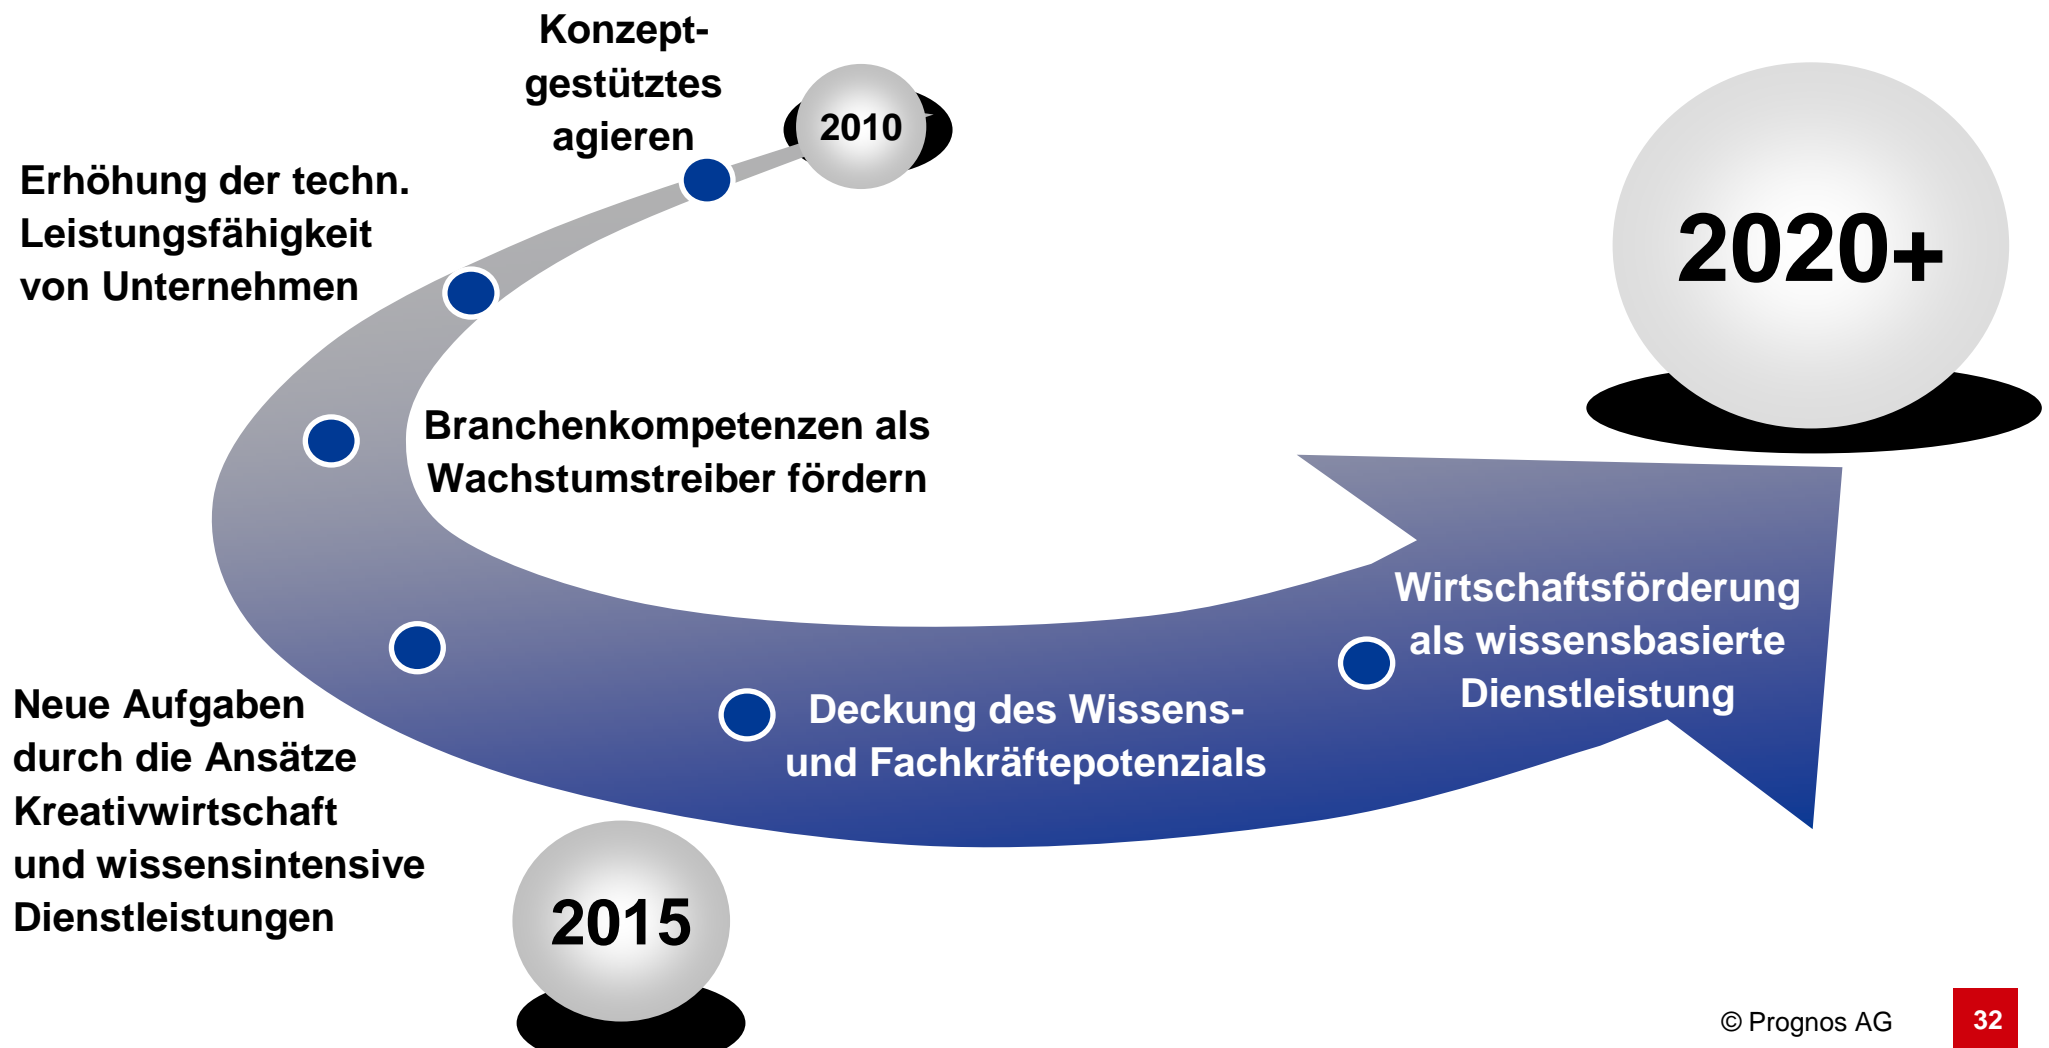 Konzept-
gestütztes
agieren
2010
2020+
Erhöhung der techn.
Leistungsfähigkeit
von Unternehmen
Branchenkompetenzen als
Wachstumstreiber fördern
Wirtschaftsförderung
als wissensbasierte
Dienstleistung
Deckung des Wissens-
und Fachkräftepotenzials
Neue Aufgaben
durch die Ansätze
Kreativwirtschaft
und wissensintensive
Dienstleistungen
2015
© Prognos AG
32